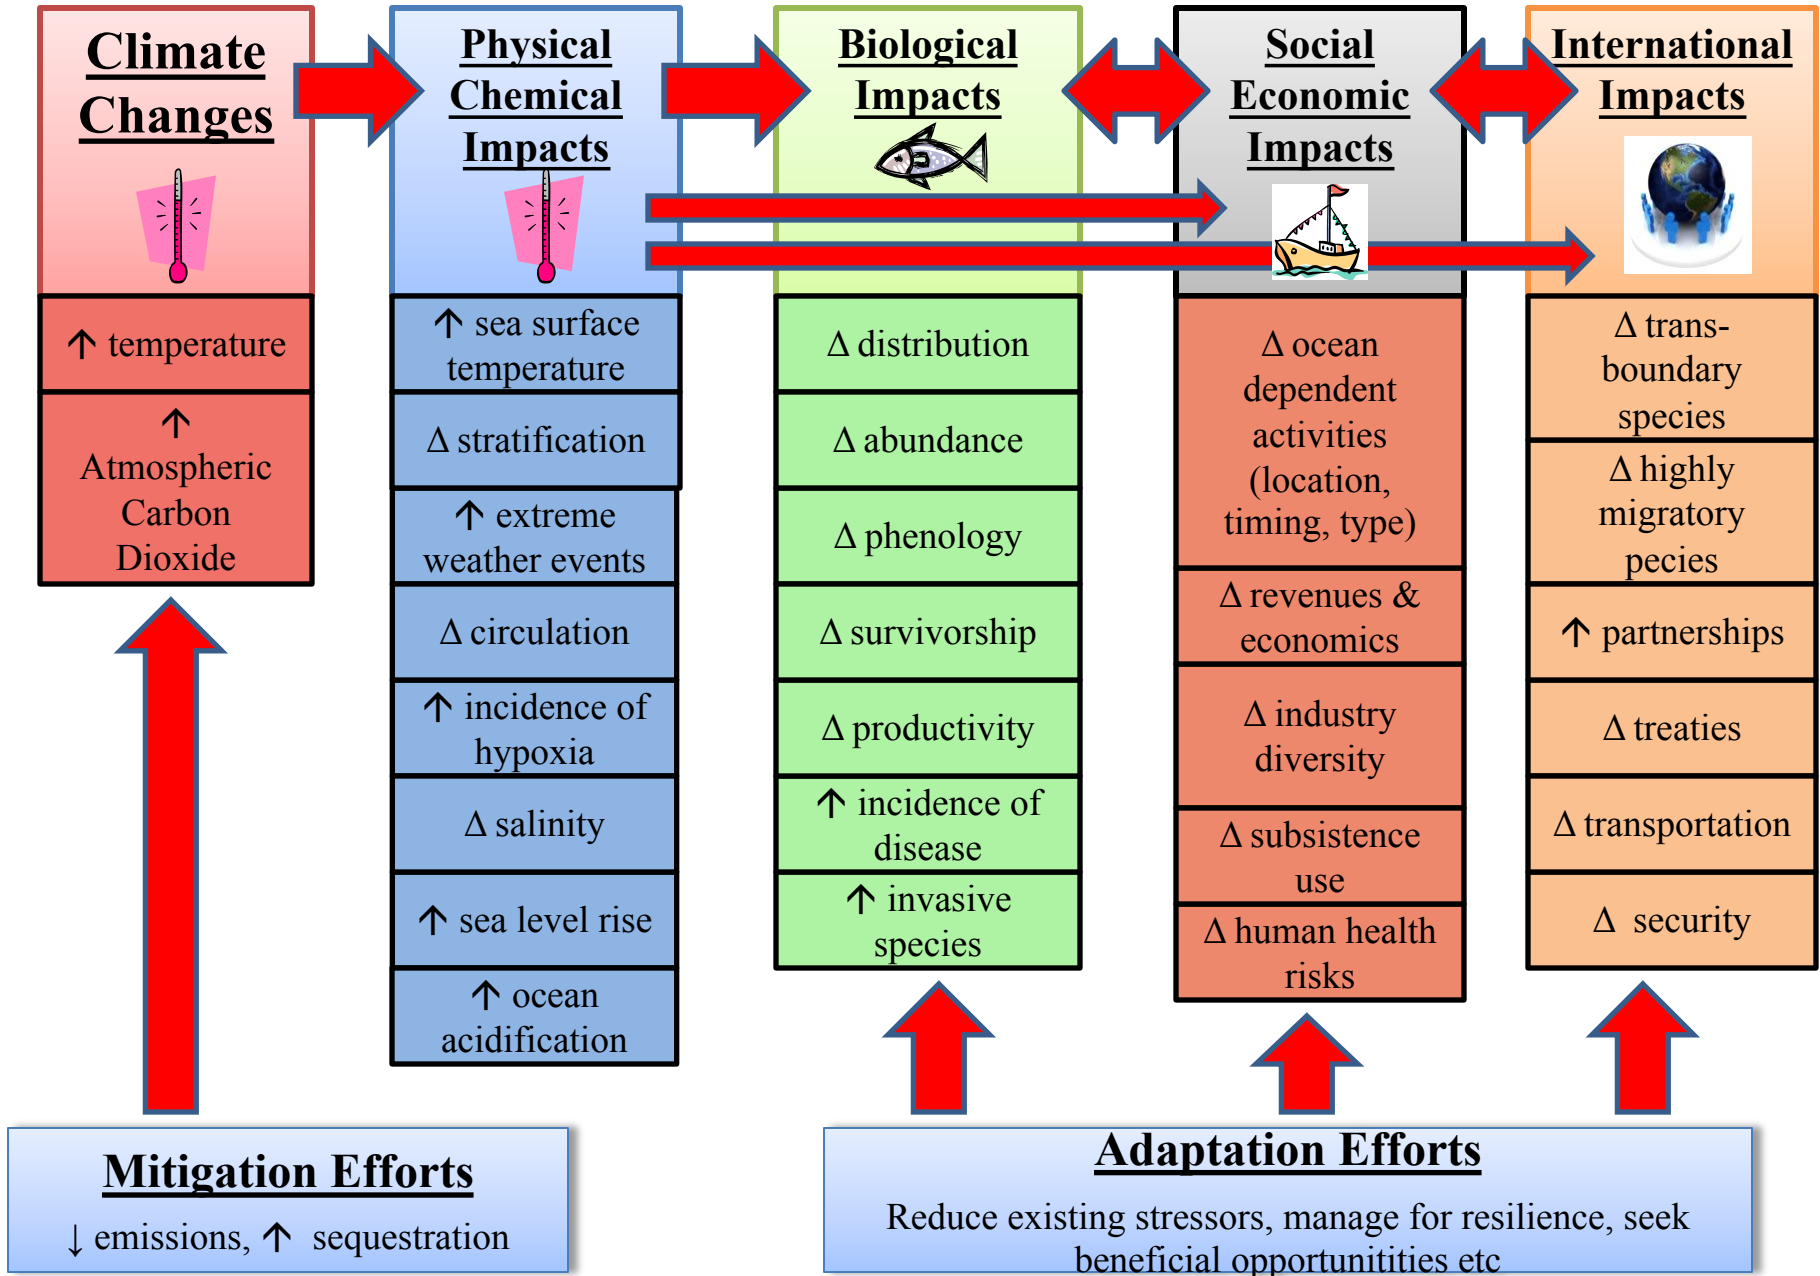 Climate
Changes
↑ temperature
↑
Atmospheric
Carbon
Dioxide
Physical
Chemical
Impacts
↑ sea surface
temperature
Δ stratification
↑ extreme
weather events
Δ circulation
↑ incidence of
hypoxia
Δ salinity
↑ sea level rise
↑ ocean
acidification
Biological
Impacts
Δ distribution
Δ abundance
Δ phenology
Δ survivorship
Δ productivity
↑ incidence of
disease
↑ invasive
species
Social
Economic
Impacts
Δ ocean
dependent
activities
(location,
timing, type)
Δ revenues &
economics
Δ industry
diversity
Δ subsistence
use
Δ human health
risks
International
Impacts
Δ trans-
boundary
species
Δ highly
migratory
pecies
↑ partnerships
Δ treaties
Δ transportation
Δ security
Mitigation Efforts
↓ emissions, ↑ sequestration
Adaptation Efforts
Reduce existing stressors, manage for resilience, seek
beneficial opportunitities etc